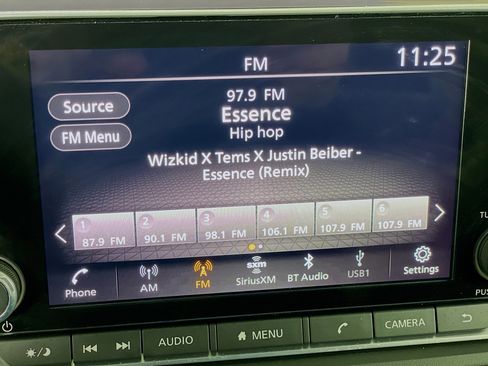 FM
11:25
Source
97.9 FM
Essence
Hip hop
FM Menu
Wizkid X Tems X Justin Beiber -
Essence (Remix)
1 2 3 4 5 6
87.9 FM 90.1 FM 98.1 FM 106.1 FM 107.9 FM 107.9 FM
sxm
Phone AM FM SiriusXM BT Audio USB1 Settings
AUDIO MENU CAMERA